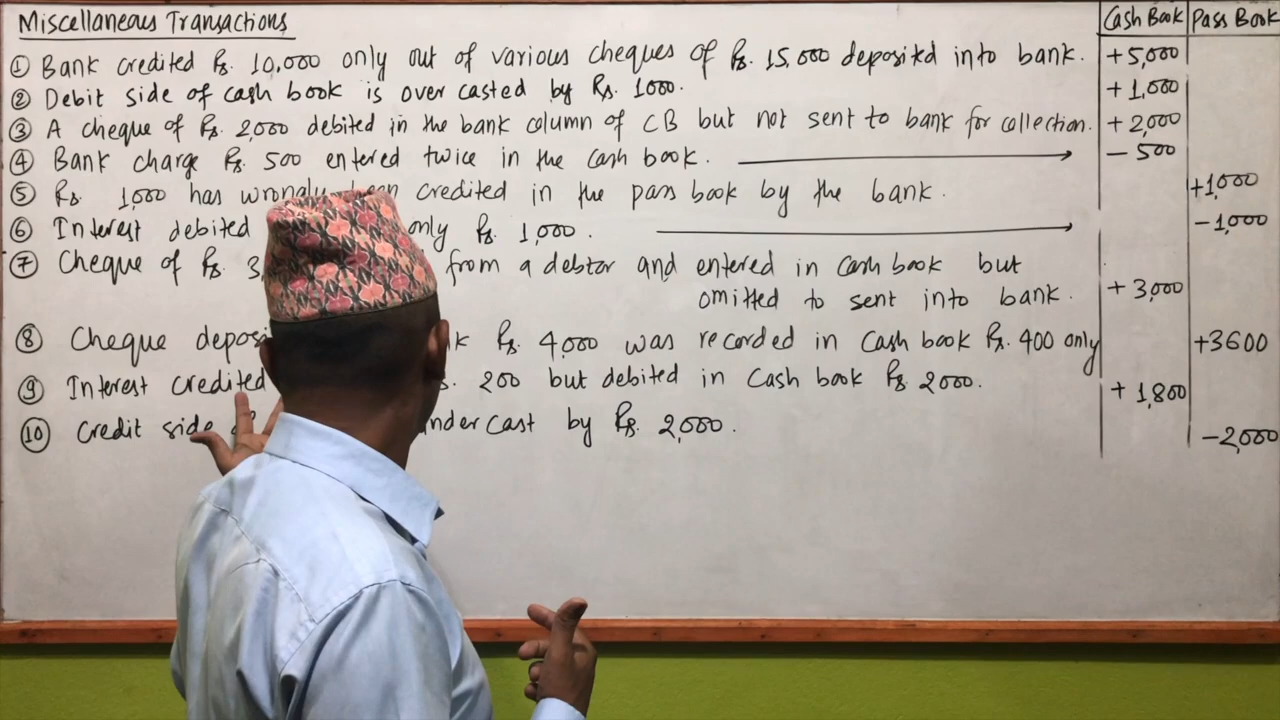 Miscellaneous Transactions
Cash Book Pass Book
① Bank credited Rs. 10,000 only out of various cheques of Rs. 15,000 depositd into bank. +5,000
② Debit side of cash book is over casted by Rs. 1000. +1,000
③ A cheque of Rs. 2000 debited in the bank column of CB but not sent to bank for collection. +2,000
④ Bank charge Rs. 500 entered twice in the cash book. → -500
⑤ Rs. 1,000 has wrongly been credited in the pass book by the bank. +1,000
⑥ Interest debited only Rs. 1,000. → -1,000
⑦ Cheque of Rs. from a debtor and entered in cash book but
omitted to sent into bank. +3,000
⑧ Cheque Rs. 4,000 was recorded in cash book Rs. 400 only +3600
⑨ Interest credited 200 but debited in cash book Rs 2000. +1,800
⑩ Credit side undercast by Rs. 2,000. -2,000